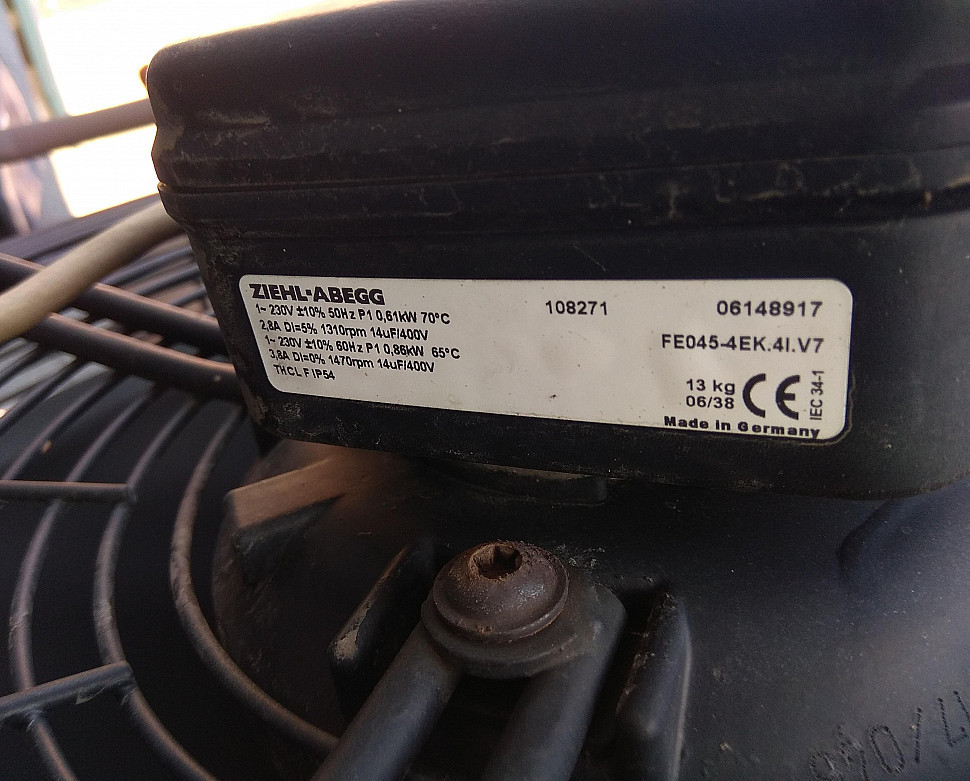 ZIEHL-ABEGG
1~ 230V ±10% 50Hz P1 0,61KW 70°C
2,8A DI=5% 1310rpm 14uF/400V
1~ 230V ±10% 60Hz P1 0,86kW 65°C
3,8A DI=0% 1470rpm 14uF/400V
THCL F IP54
108271
06148917
FE045-4EK.4I.V7
13 kg
06/38
CE
IEC 34-1
Made in Germany